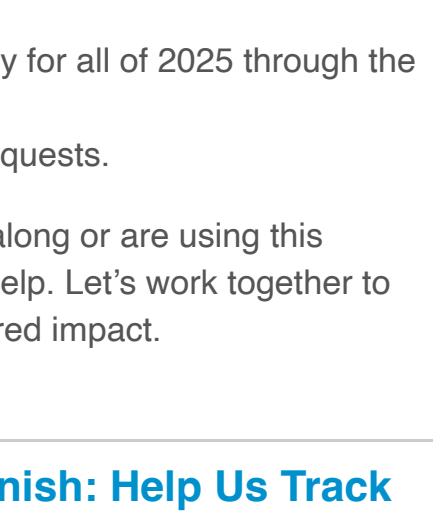 y for all of 2025 through the
quests.
along or are using this
elp. Let’s work together to
red impact.
nish: Help Us Track